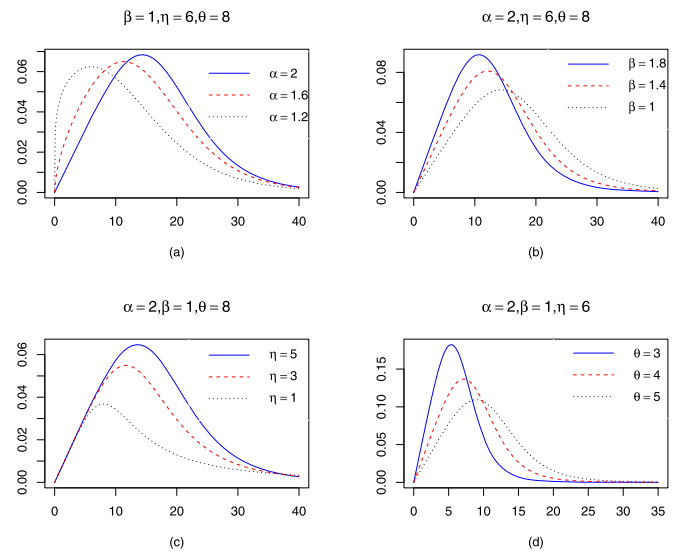 β = 1,η = 6,θ = 8
α = 2
α = 1.6
α = 1.2
0.00 0.02 0.04 0.06
0 10 20 30 40
(a)
α = 2,η = 6,θ = 8
β = 1.8
β = 1.4
β = 1
0.00 0.04 0.08
0 10 20 30 40
(b)
α = 2,β = 1,θ = 8
η = 5
η = 3
η = 1
0.00 0.02 0.04 0.06
0 10 20 30 40
(c)
α = 2,β = 1,η = 6
θ = 3
θ = 4
θ = 5
0.00 0.05 0.10 0.15
0 5 10 15 20 25 30 35
(d)